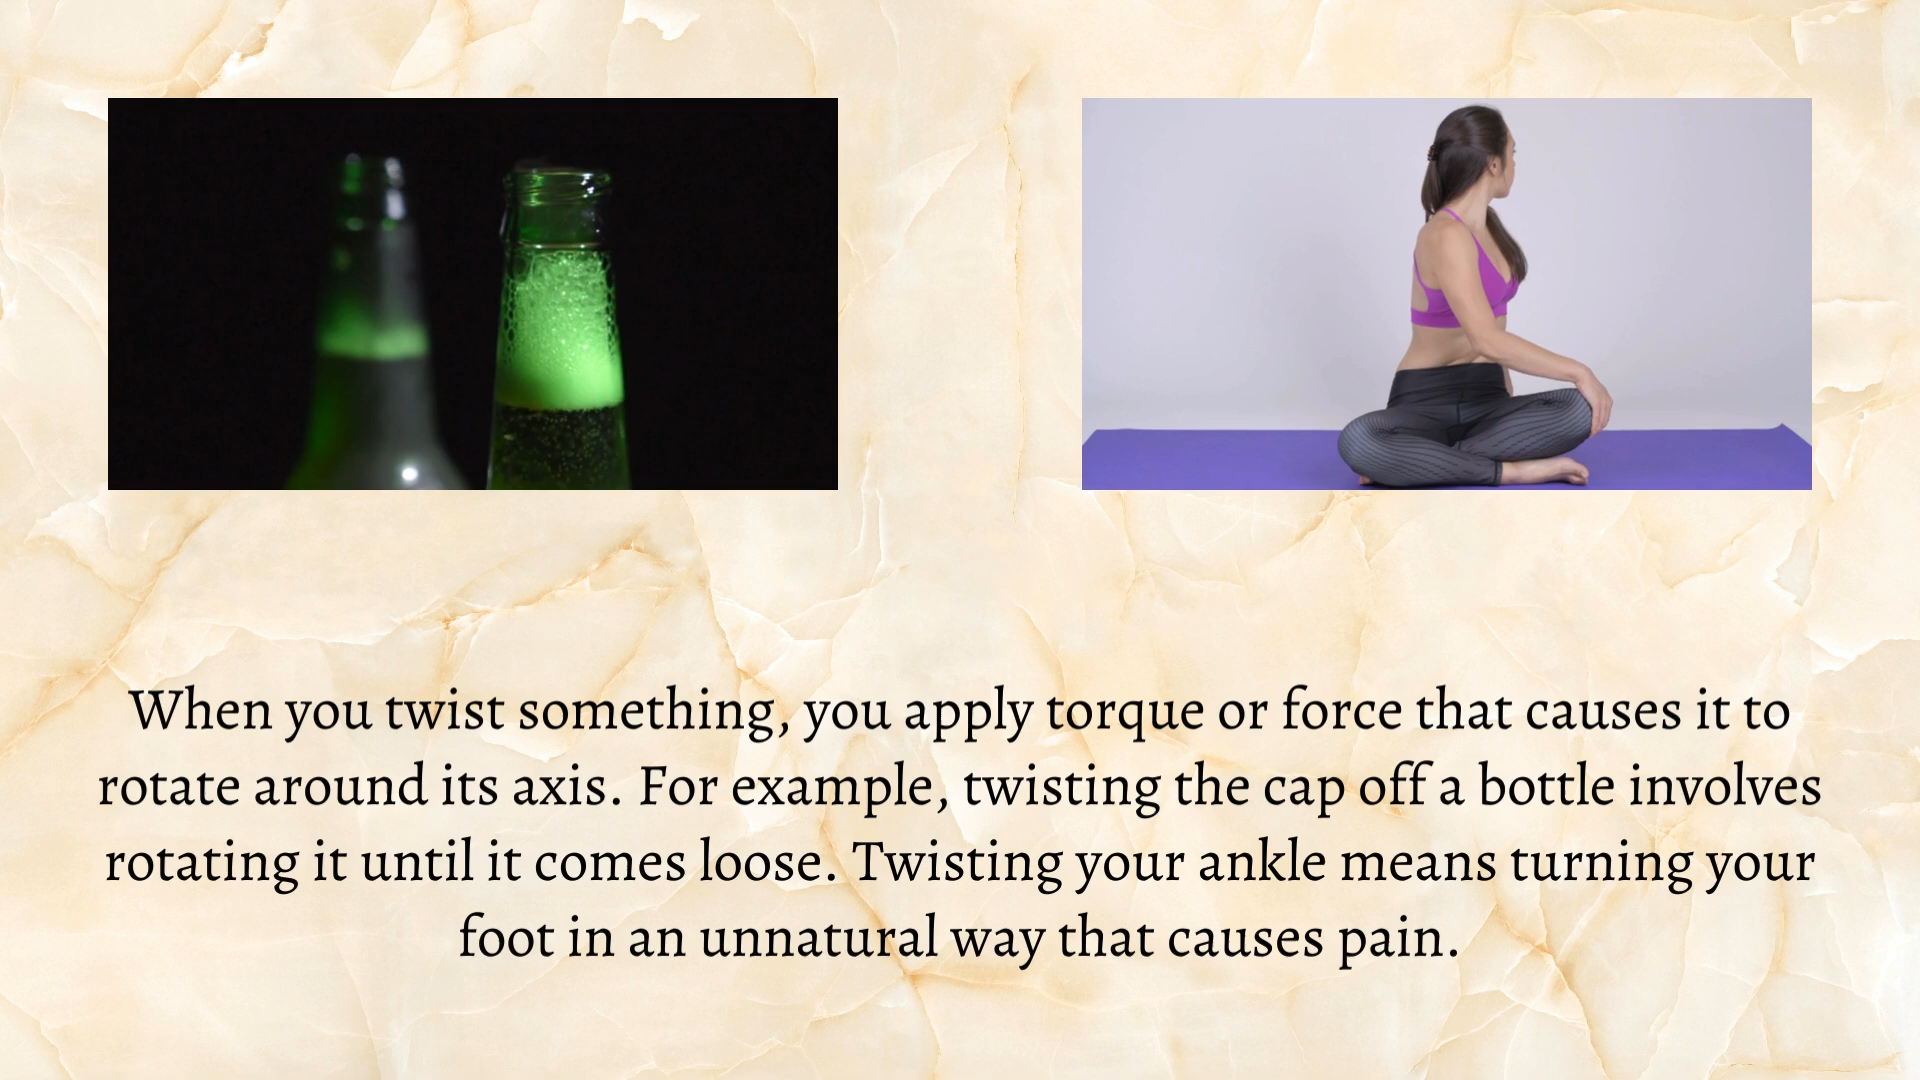 When you twist something, you apply torque or force that causes it to
rotate around its axis. For example, twisting the cap off a bottle involves
rotating it until it comes loose. Twisting your ankle means turning your
foot in an unnatural way that causes pain.